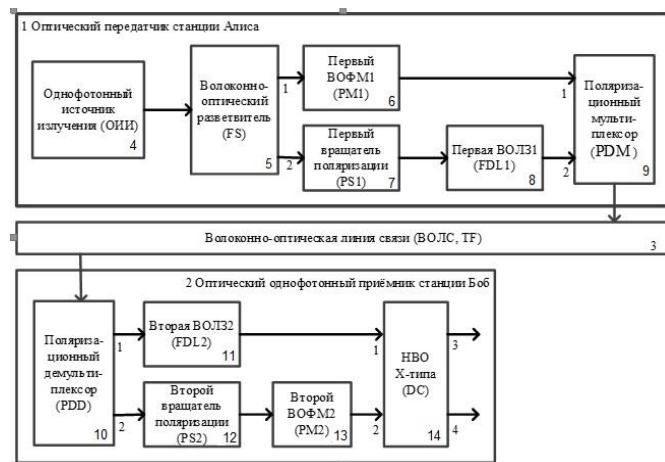 1 Оптический передатчик станции Алиса
Однофотонный
источник
излучения (ОИИ)
4
Волоконно-
оптический
разветвитель
(FS)
5
1
2
Первый
ВОФМ1
(PM1)
6
Первый
вращатель
поляризации
(PS1)
7
Первая ВОЛЗ1
(FDL1)
8
1
2
Поляриза-
ционный
мульти-
плексор
(PDM)
9
Волоконно-оптическая линия связи (ВОЛС, TF)
3
2 Оптический однофотонный приёмник станции Боб
Поляриза-
ционный
демульти-
плексор
(PDD)
10
1
2
Вторая ВОЛЗ2
(FDL2)
11
Второй
вращатель
поляризации
(PS2)
12
Второй
ВОФМ2
(PM2)
13
1
2
НВО
Х-типа
(DC)
14
3
4